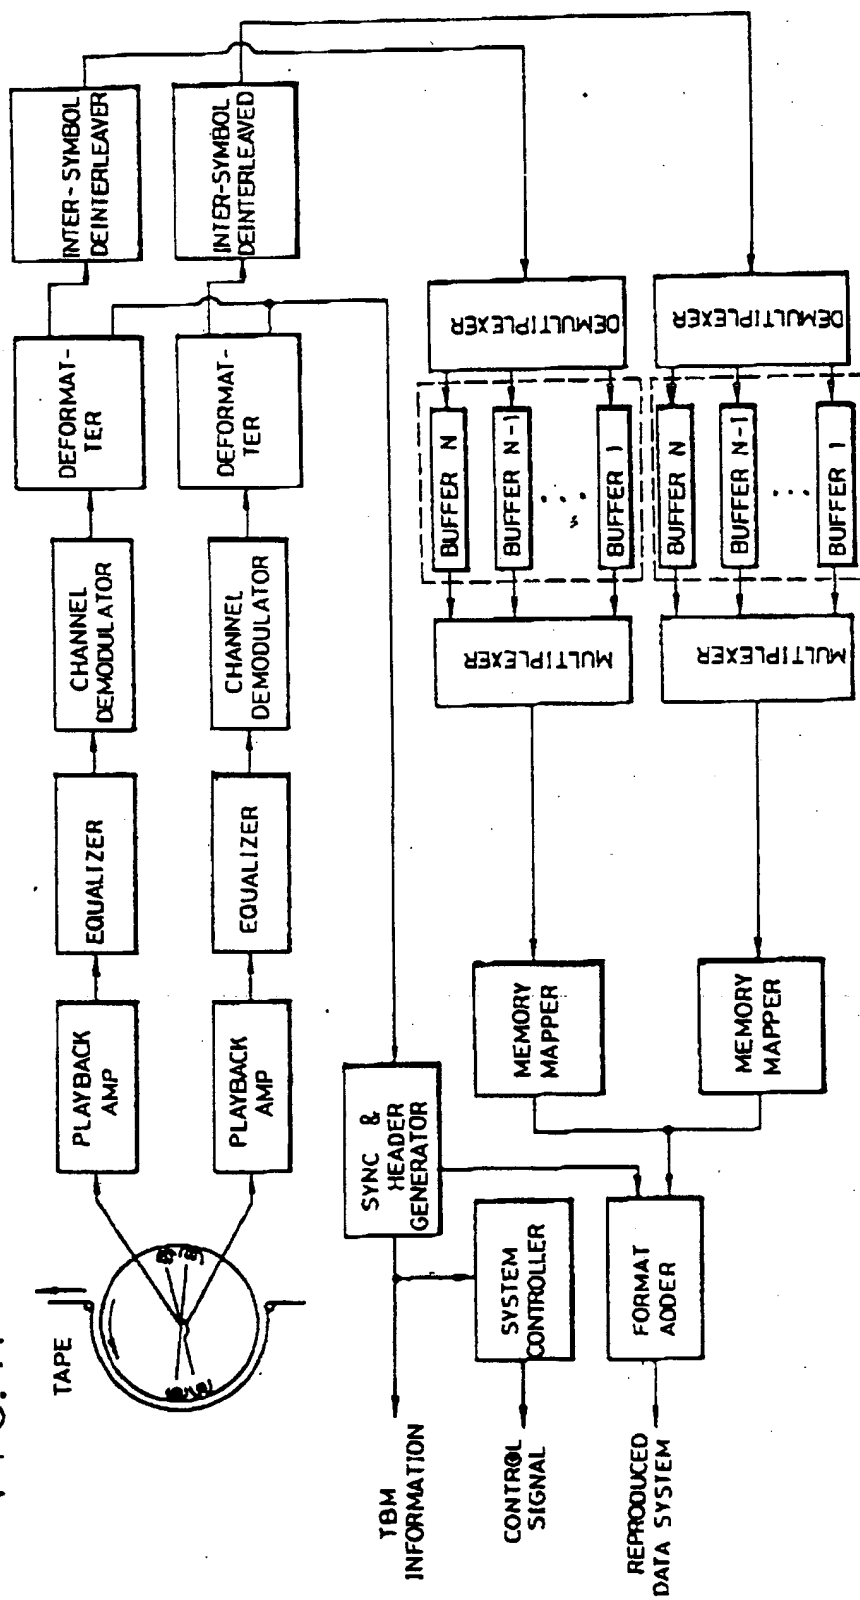 TAPE
PLAYBACK
AMP
EQUALIZER
CHANNEL
DEMODULATOR
DEFORMAT-
TER
INTER-SYMBOL
DEINTERLEAVER
PLAYBACK
AMP
EQUALIZER
CHANNEL
DEMODULATOR
DEFORMAT-
TER
INTER-SYMBOL
DEINTERLEAVED
TBM
INFORMATION
SYNC &
HEADER
GENERATOR
CONTROL
SIGNAL
SYSTEM
CONTROLLER
MEMORY
MAPPER
MULTIPLEXER
BUFFER N
BUFFER N-1
...
BUFFER 1
DEMULTIPLEXER
REPRODUCED
DATA SYSTEM
FORMAT
ADDER
MEMORY
MAPPER
MULTIPLEXER
BUFFER N
BUFFER N-1
...
BUFFER 1
DEMULTIPLEXER